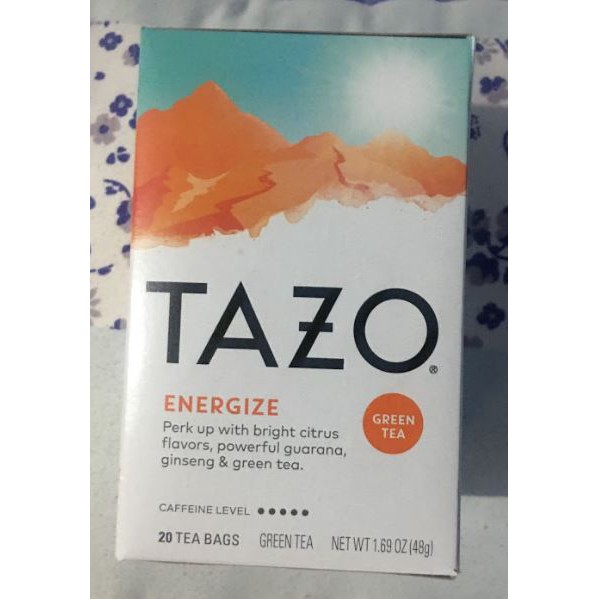 TAZO®
ENERGIZE
Perk up with bright citrus
flavors, powerful guarana,
ginseng & green tea.
GREEN
TEA
CAFFEINE LEVEL •••••
20 TEA BAGS GREEN TEA NET WT 1.69 OZ (48g)